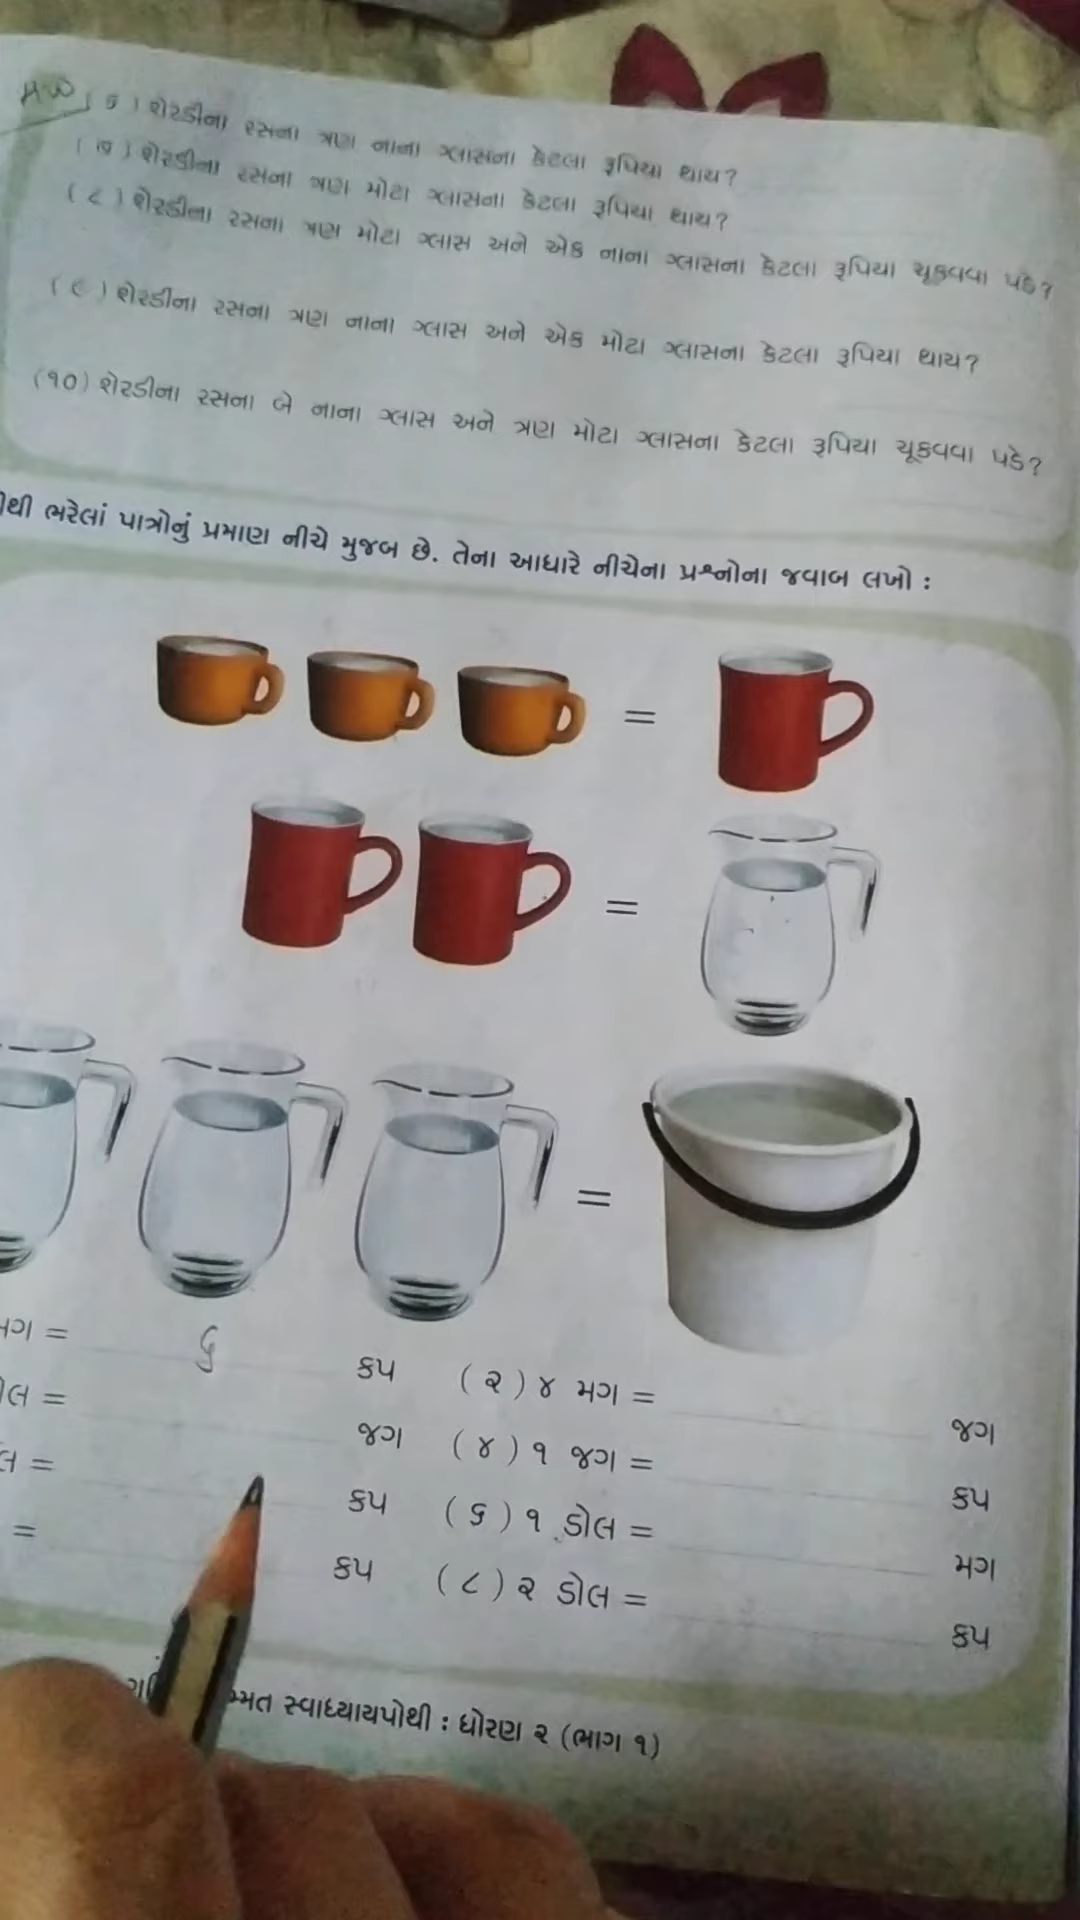 HW (૬) શેરડીના રસના ત્રણ નાના ગ્લાસના કેટલા રૂપિયા થાય?
(૭) શેરડીના રસના ત્રણ મોટા ગ્લાસના કેટલા રૂપિયા થાય?
(૮) શેરડીના રસના ત્રણ મોટા ગ્લાસ અને એક નાના ગ્લાસના કેટલા રૂપિયા ચૂકવવા પડે?
(૯) શેરડીના રસના ત્રણ નાના ગ્લાસ અને એક મોટા ગ્લાસના કેટલા રૂપિયા થાય?
(૧૦) શેરડીના રસના બે નાના ગ્લાસ અને ત્રણ મોટા ગ્લાસના કેટલા રૂપિયા ચૂકવવા પડે?
ભરેલાં પાત્રોનું પ્રમાણ નીચે મુજબ છે. તેના આધારે નીચેના પ્રશ્નોના જવાબ લખો :
=
=
=
મગ = ૬ કપ (૨) ૪ મગ = જગ
= જગ (૪) ૧ જગ = કપ
= કપ (૬) ૧ ડોલ = મગ
= કપ (૮) ૨ ડોલ = કપ
સ્વાધ્યાયપોથી : ધોરણ ૨ (ભાગ ૧)